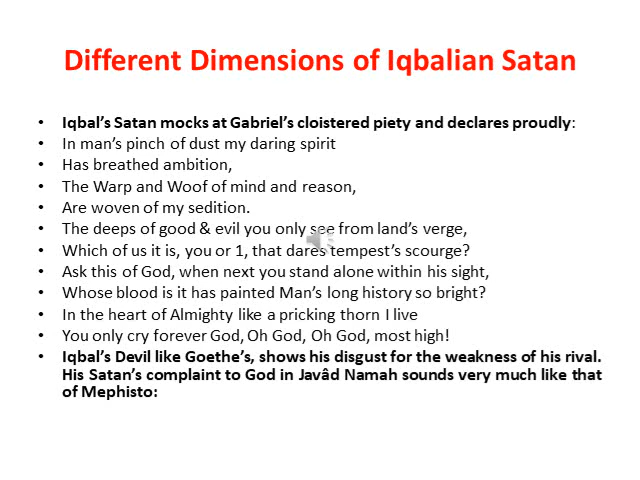 Different Dimensions of Iqbalian Satan
• Iqbal's Satan mocks at Gabriel's cloistered piety and declares proudly:
• In man's pinch of dust my daring spirit
• Has breathed ambition,
• The Warp and Woof of mind and reason,
• Are woven of my sedition.
• The deeps of good & evil you only see from land's verge,
• Which of us it is, you or 1, that dares tempest's scourge?
• Ask this of God, when next you stand alone within his sight,
• Whose blood is it has painted Man's long history so bright?
• In the heart of Almighty like a pricking thorn I live
• You only cry forever God, Oh God, Oh God, most high!
• Iqbal's Devil like Goethe's, shows his disgust for the weakness of his rival.
His Satan's complaint to God in Javâd Namah sounds very much like that
of Mephisto: